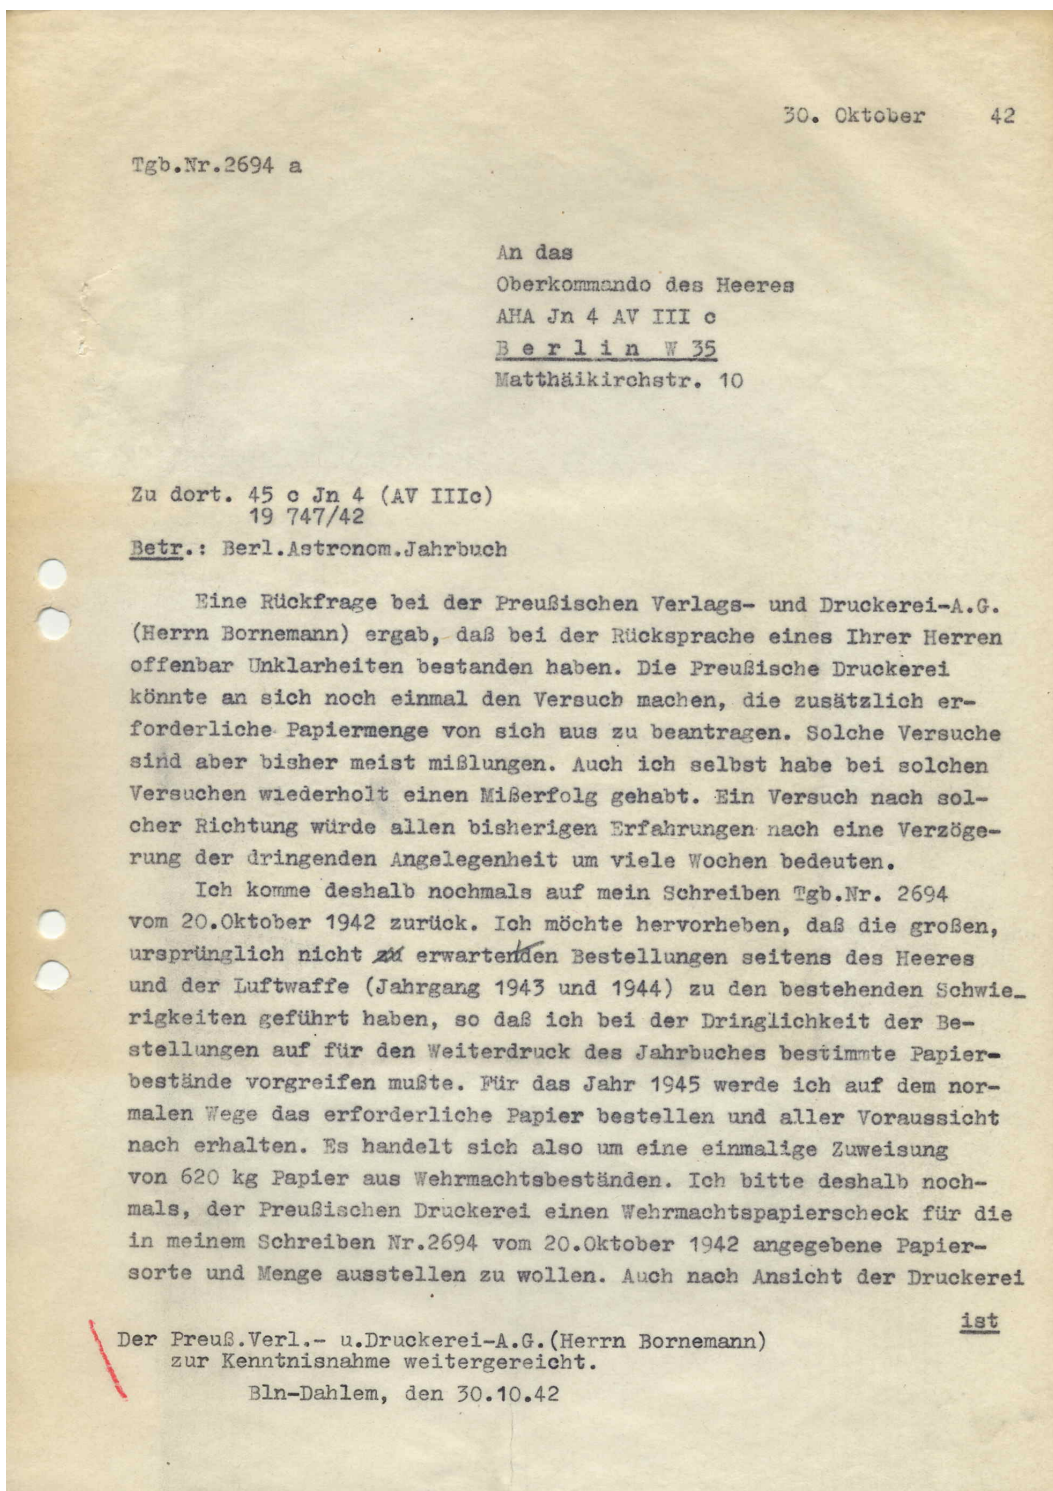 30. Oktober 42
Tgb.Nr.2694 a
An das
Oberkommando des Heeres
AHA Jn 4 AV III c
Berlin W 35
Matthäikirchstr. 10
Zu dort. 45 c Jn 4 (AV IIIc)
19 747/42
Betr.: Berl.Astronom.Jahrbuch
Eine Rückfrage bei der Preußischen Verlags- und Druckerei-A.G.
(Herrn Bornemann) ergab, daß bei der Rücksprache eines Ihrer Herren
offenbar Unklarheiten bestanden haben. Die Preußische Druckerei
könnte an sich noch einmal den Versuch machen, die zusätzlich er-
forderliche Papiermenge von sich aus zu beantragen. Solche Versuche
sind aber bisher meist mißlungen. Auch ich selbst habe bei solchen
Versuchen wiederholt einen Mißerfolg gehabt. Ein Versuch nach sol-
cher Richtung würde allen bisherigen Erfahrungen nach eine Verzöge-
rung der dringenden Angelegenheit um viele Wochen bedeuten.
Ich komme deshalb nochmals auf mein Schreiben Tgb.Nr. 2694
vom 20.Oktober 1942 zurück. Ich möchte hervorheben, daß die großen,
ursprünglich nicht zu erwartenden Bestellungen seitens des Heeres
und der Luftwaffe (Jahrgang 1943 und 1944) zu den bestehenden Schwie-
rigkeiten geführt haben, so daß ich bei der Dringlichkeit der Be-
stellungen auf für den Weiterdruck des Jahrbuches bestimmte Papier-
bestände vorgreifen mußte. Für das Jahr 1945 werde ich auf dem nor-
malen Wege das erforderliche Papier bestellen und aller Voraussicht
nach erhalten. Es handelt sich also um eine einmalige Zuweisung
von 620 kg Papier aus Wehrmachtsbeständen. Ich bitte deshalb noch-
mals, der Preußischen Druckerei einen Wehrmachtspapierscheck für die
in meinem Schreiben Nr.2694 vom 20.Oktober 1942 angegebene Papier-
sorte und Menge ausstellen zu wollen. Auch nach Ansicht der Druckerei
ist
Der Preuß.Verl.- u.Druckerei-A.G.(Herrn Bornemann)
zur Kenntnisnahme weitergereicht.
Bln-Dahlem, den 30.10.42